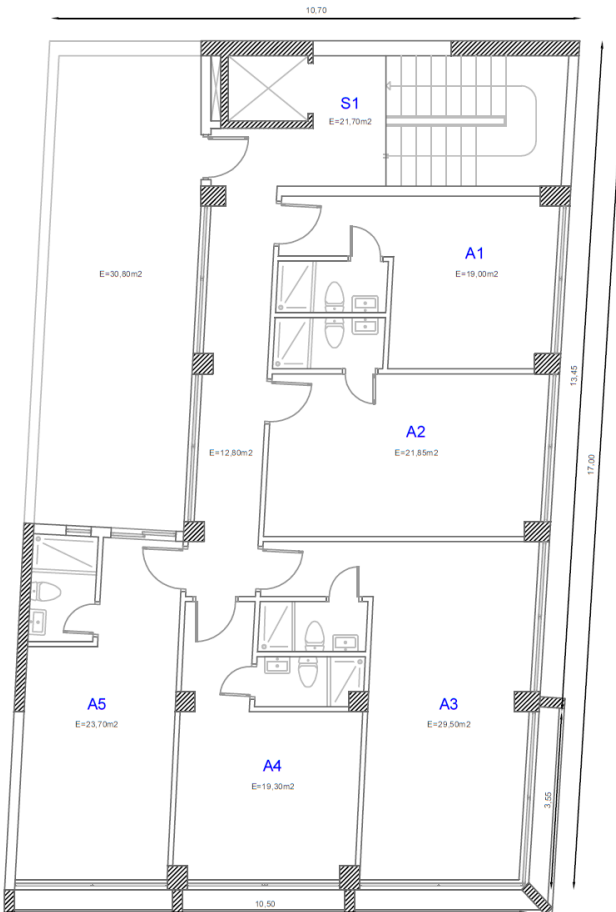 10,70
S1
E=21,70m2
A1
E=19,00m2
E=30,80m2
13,45
A2
E=21,85m2
E=12,80m2
17,00
A5
E=23,70m2
A3
E=29,50m2
A4
E=19,30m2
3,55
10,50